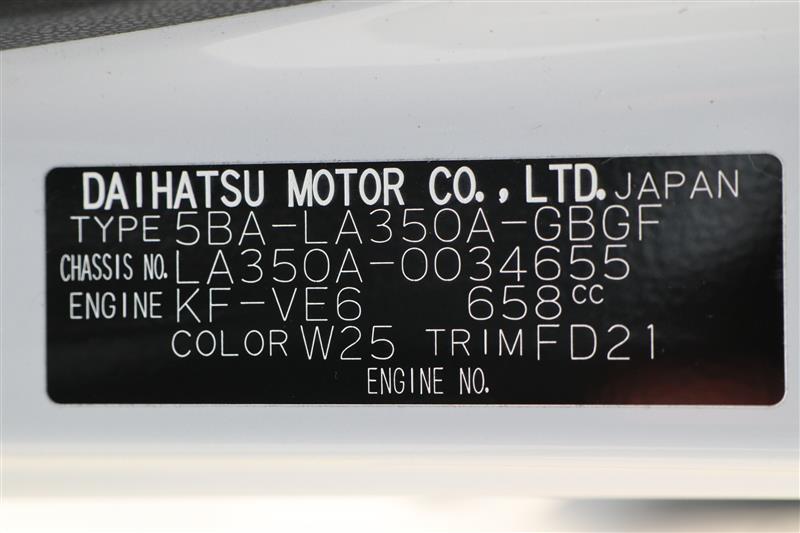 DAIHATSU MOTOR CO., LTD. JAPAN
TYPE 5BA-LA350A-GBGF
CHASSIS NO. LA350A-0034655
ENGINE KF-VE6 658cc
COLOR W25 TRIM FD21
ENGINE NO.